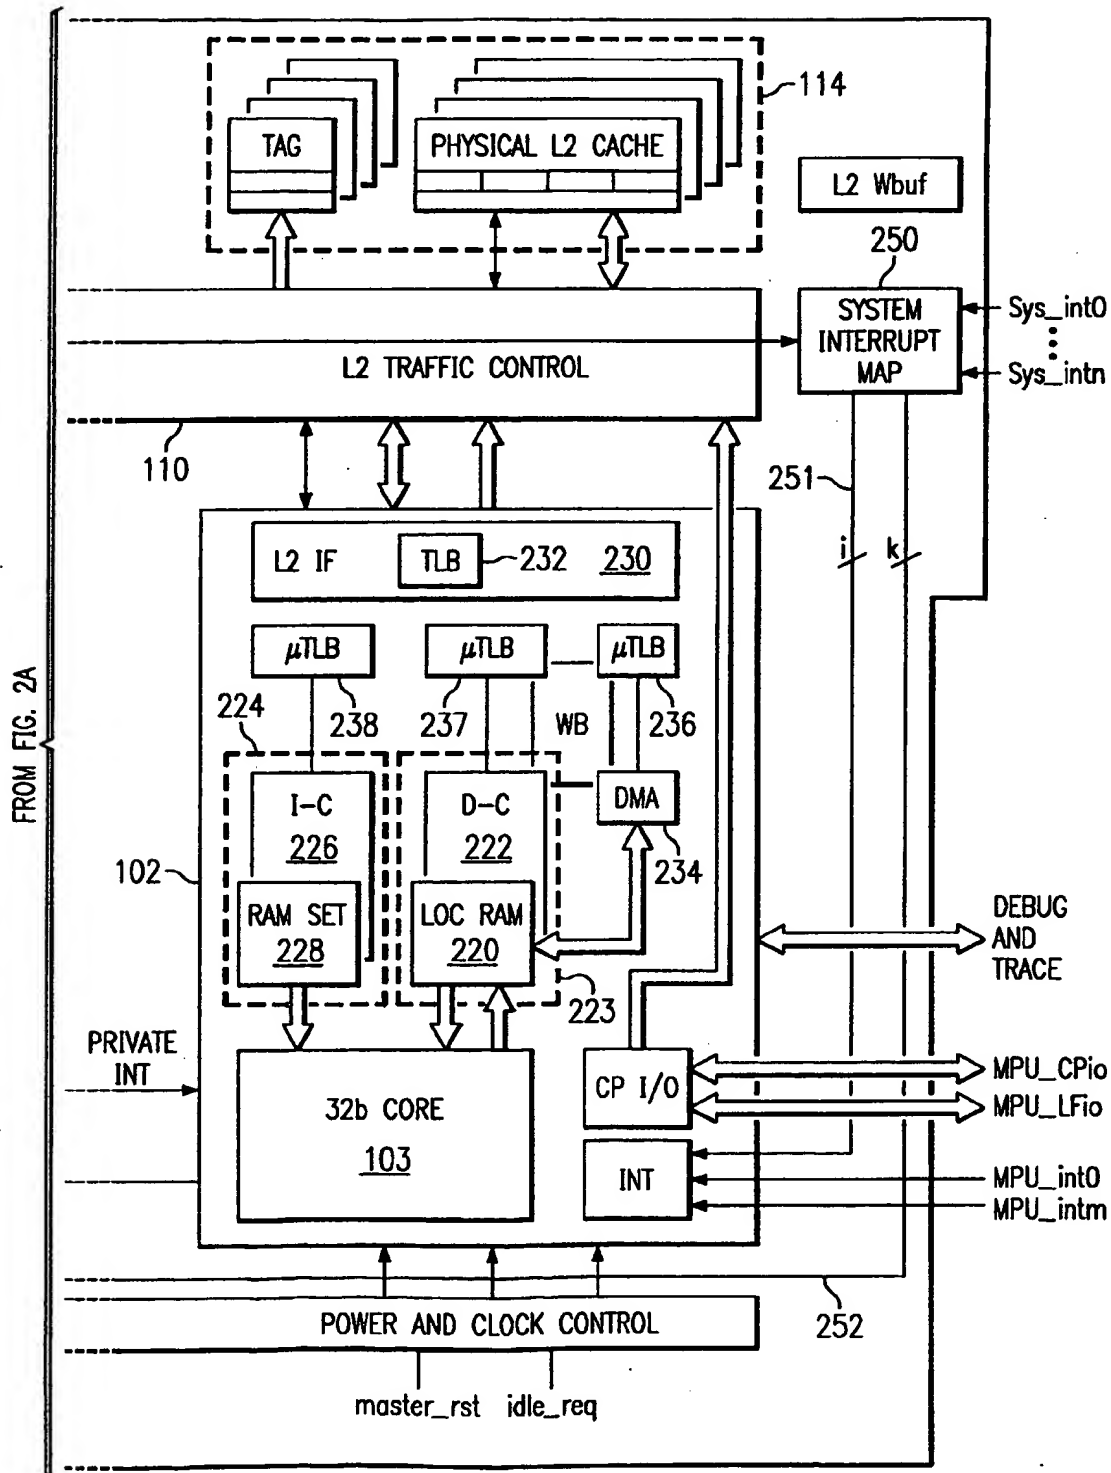 114
TAG
PHYSICAL L2 CACHE
L2 Wbuf
250
SYSTEM
INTERRUPT
MAP
Sys_int0
Sys_intn
L2 TRAFFIC CONTROL
110
251
i
k
L2 IF
TLB
232
230
μTLB
μTLB
μTLB
238
237
236
224
WB
FROM FIG. 2A
I-C
226
D-C
222
DMA
234
102
RAM SET
228
LOC RAM
220
223
DEBUG
AND
TRACE
PRIVATE
INT
32b CORE
103
CP I/O
MPU_CPio
MPU_LFio
INT
MPU_int0
MPU_intm
252
POWER AND CLOCK CONTROL
master_rst
idle_req